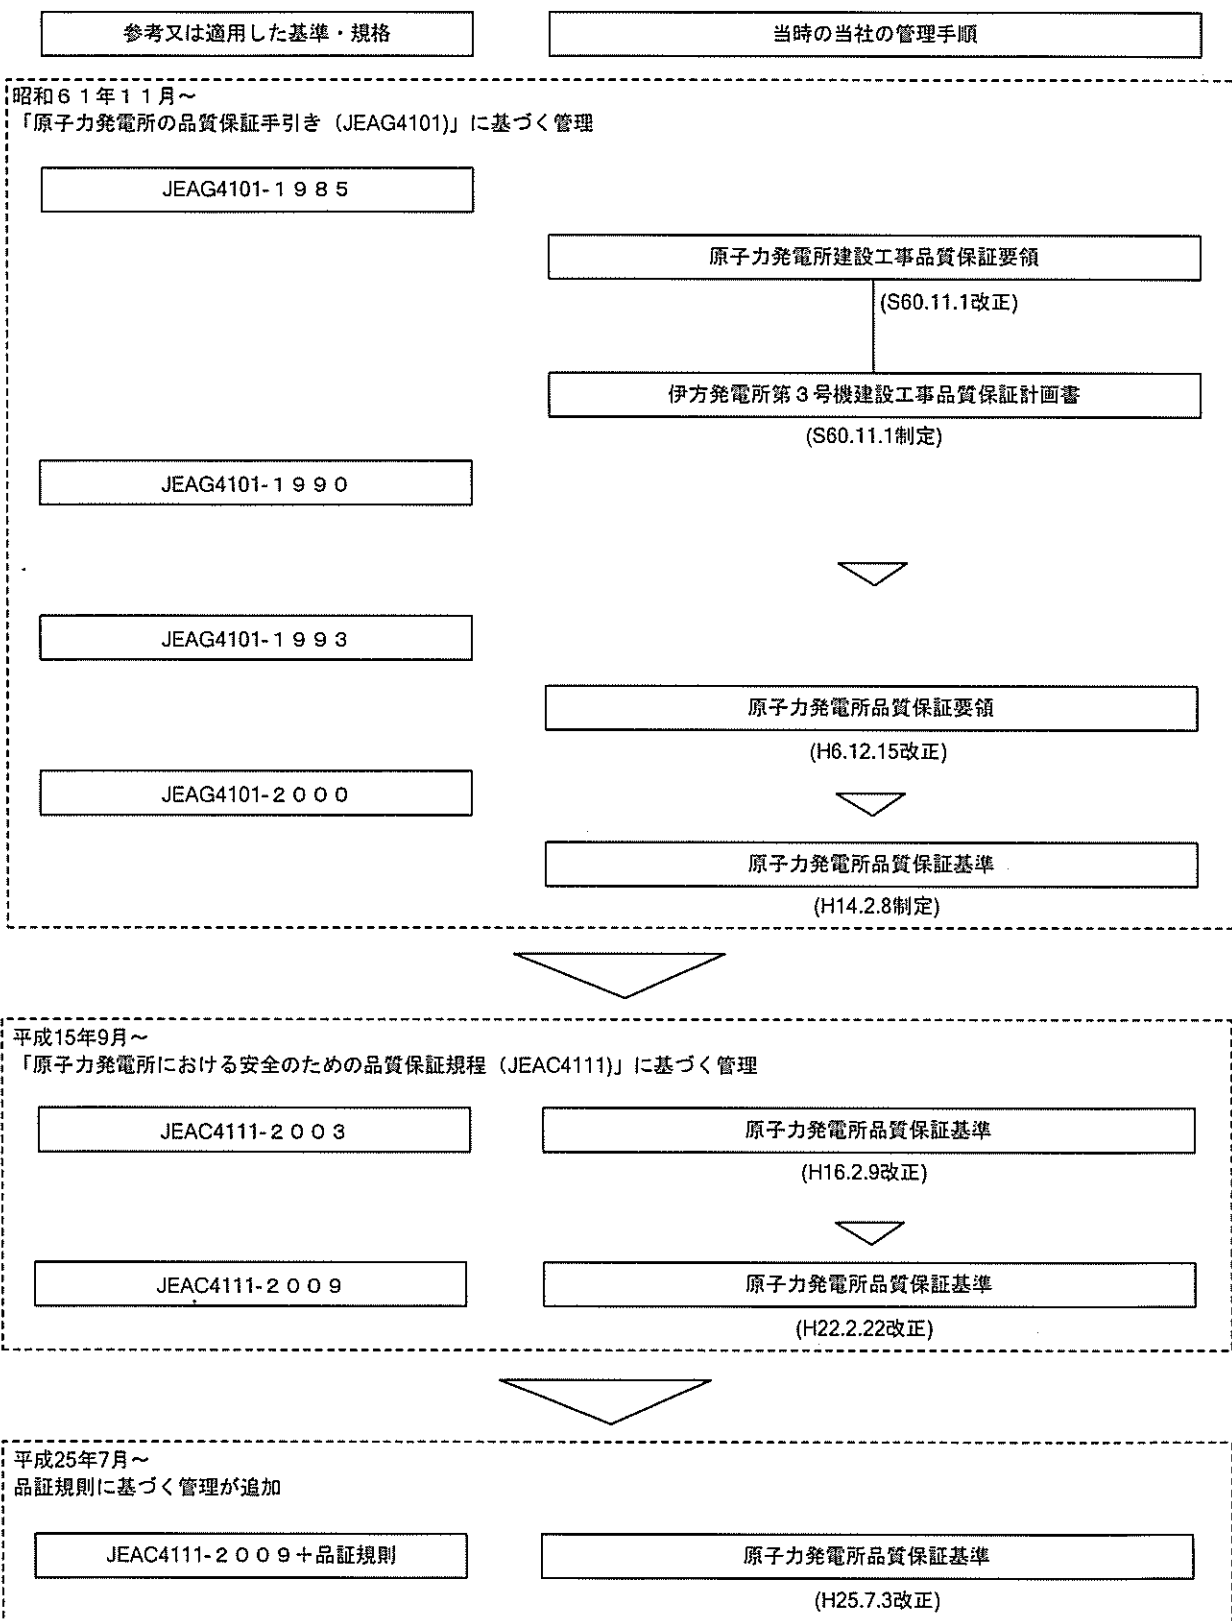 参考又は適用した基準・規格
当時の当社の管理手順
昭和61年11月～
「原子力発電所の品質保証手引き（JEAG4101)」に基づく管理
JEAG4101-１９８５
原子力発電所建設工事品質保証要領
(S60.11.1改正)
伊方発電所第３号機建設工事品質保証計画書
(S60.11.1制定)
JEAG4101-１９９０
JEAG4101-１９９３
原子力発電所品質保証要領
(H6.12.15改正)
JEAG4101-２０００
原子力発電所品質保証基準
(H14.2.8制定)
平成15年9月～
「原子力発電所における安全のための品質保証規程（JEAC4111)」に基づく管理
JEAC4111-２００３
原子力発電所品質保証基準
(H16.2.9改正)
JEAC4111-２００９
原子力発電所品質保証基準
(H22.2.22改正)
平成25年7月～
品証規則に基づく管理が追加
JEAC4111-２００９＋品証規則
原子力発電所品質保証基準
(H25.7.3改正)